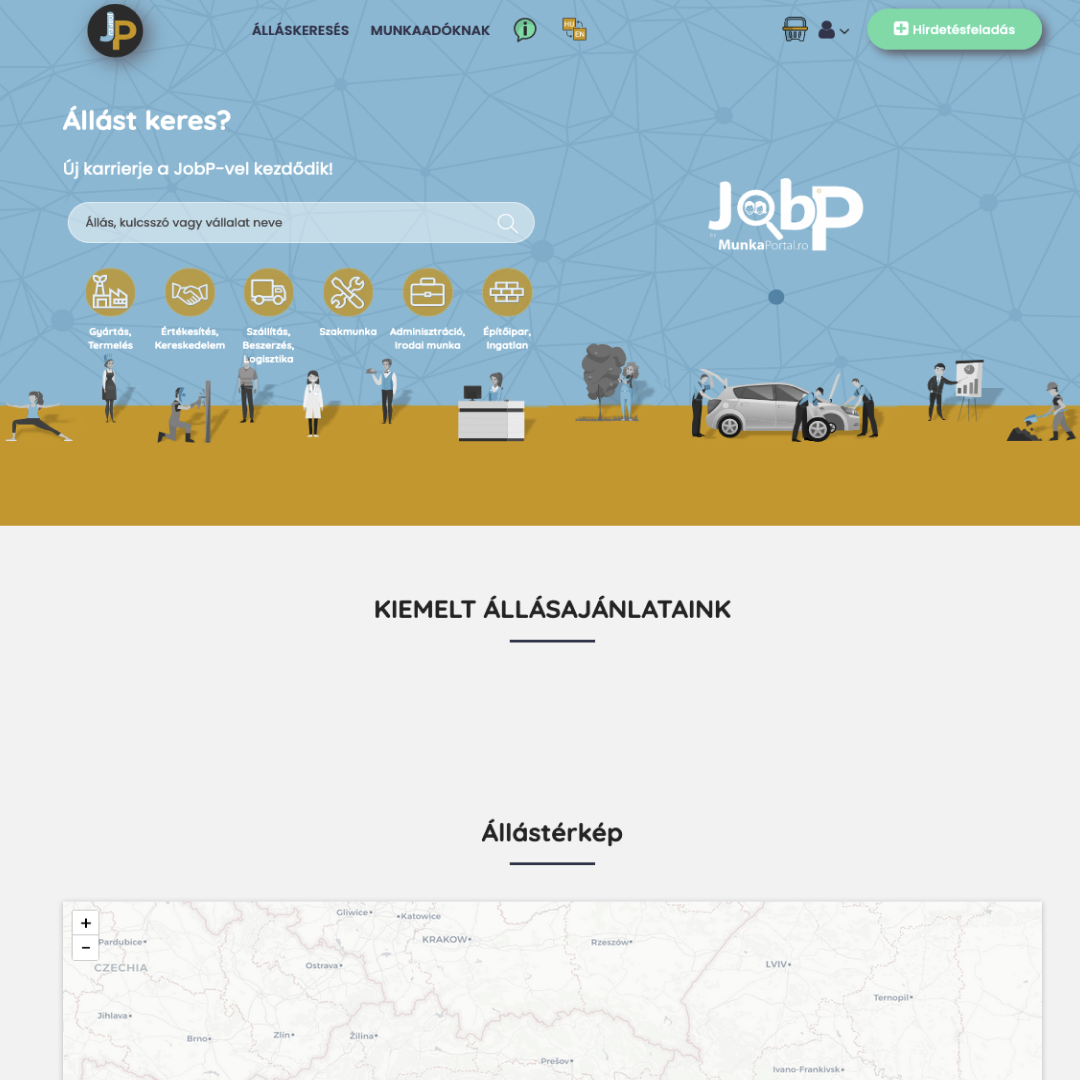 JP
ÁLLÁSKERESÉS
MUNKAADÓKNAK
HU
EN
Hirdetésfeladás
Állást keres?
Új karrierje a JobP-vel kezdődik!
Állás, kulcsszó vagy vállalat neve
JobP
MunkaPortal.ro
Gyártás,
Termelés
Értékesítés,
Kereskedelem
Szállítás,
Beszerzés,
Logisztika
Szakmunka
Adminisztráció,
Irodai munka
Építőipar,
Ingatlan
KIEMELT ÁLLÁSAJÁNLATAINK
Állástérkép
+
−
Gliwice
Katowice
KRAKOW
Rzeszów
Pardubice
CZECHIA
Ostrava
LVIV
Ternopil
Jihlava
Brno
Zlín
Žilina
Prešov
Ivano-Frankivsk